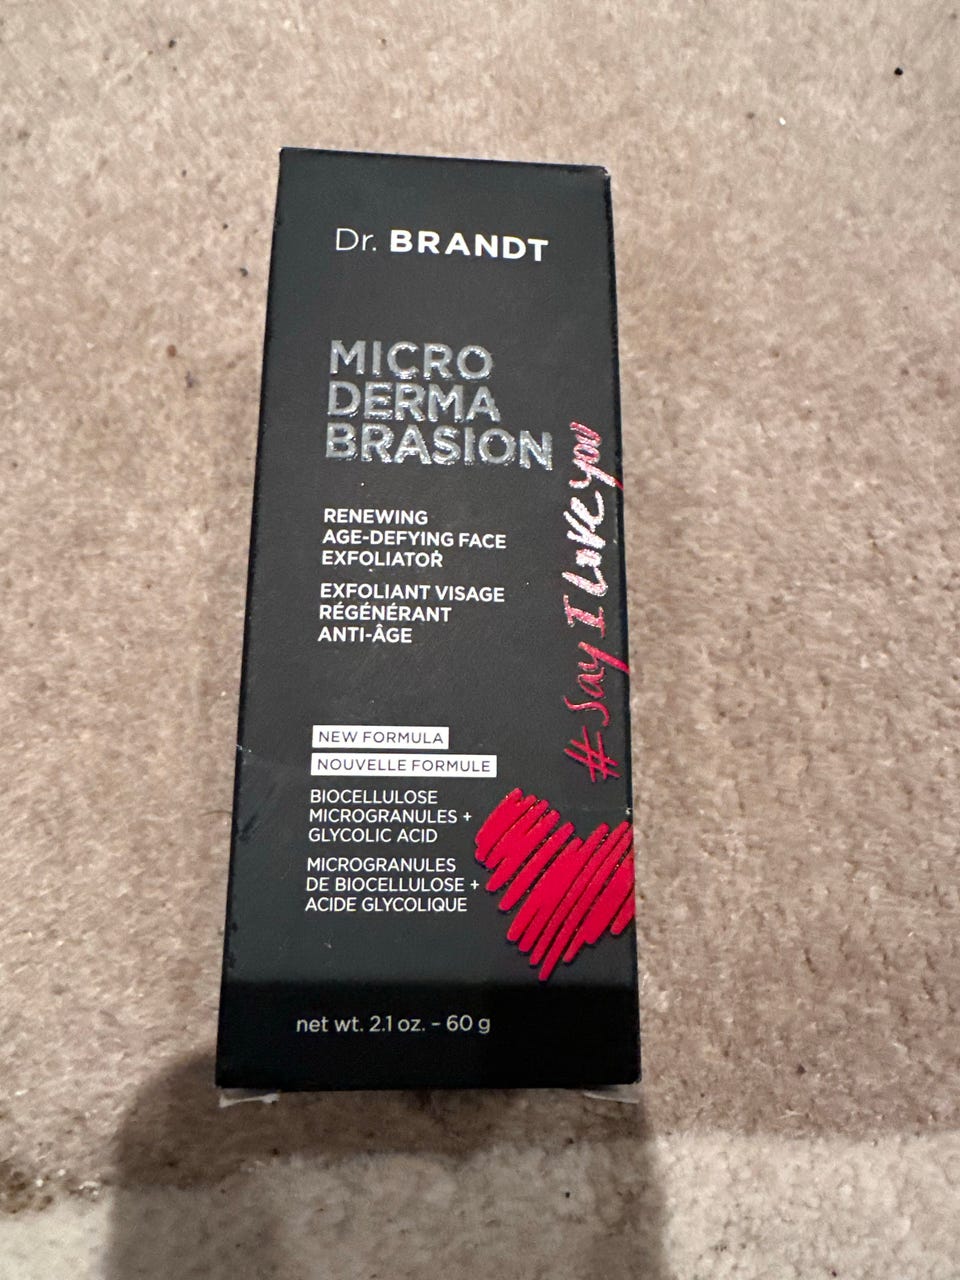 Dr. BRANDT
MICRO
DERMA
BRASION
RENEWING
AGE-DEFYING FACE
EXFOLIATOR
EXFOLIANT VISAGE
RÉGÉNÉRANT
ANTI-ÂGE
#say I Love you
NEW FORMULA
NOUVELLE FORMULE
BIOCELLULOSE
MICROGRANULES +
GLYCOLIC ACID
MICROGRANULES
DE BIOCELLULOSE +
ACIDE GLYCOLIQUE
net wt. 2.1 oz. - 60 g